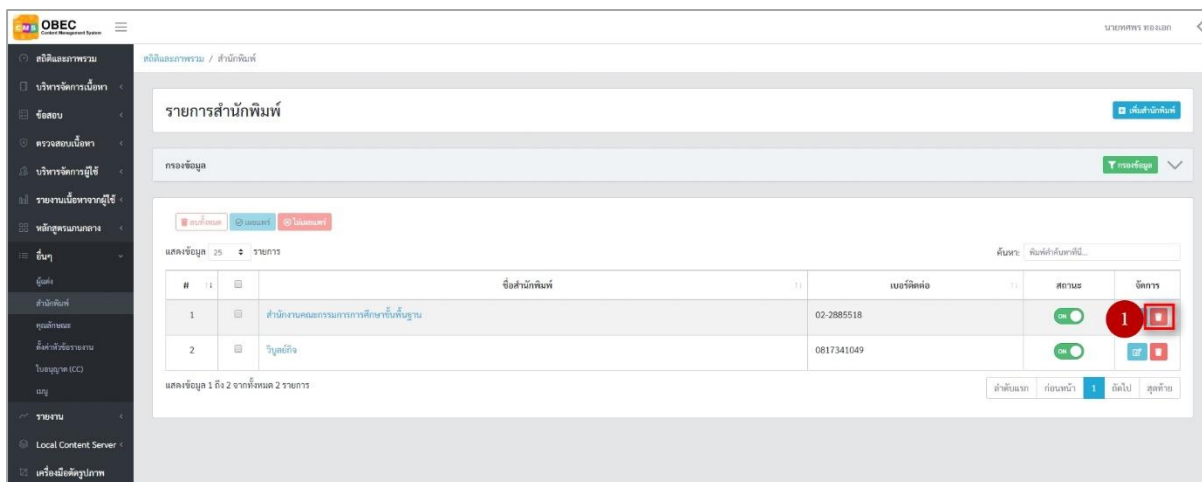 CMS OBEC
Content Management System
นายทศพร ทองเอก
สถิติและภาพรวม
บริหารจัดการเนื้อหา
ข้อสอบ
ตรวจสอบเนื้อหา
บริหารจัดการผู้ใช้
รายงานเนื้อหาจากผู้ใช้
หลักสูตรแกนกลาง
อื่นๆ
ผู้แต่ง
สำนักพิมพ์
คุณลักษณะ
ตั้งค่าหัวข้อรายงาน
ใบอนุญาต (CC)
เมนู
รายงาน
Local Content Server
เครื่องมือตัดรูปภาพ
สถิติและภาพรวม / สำนักพิมพ์
รายการสำนักพิมพ์
เพิ่มสำนักพิมพ์
กรองข้อมูล
กรองข้อมูล
ลบทั้งหมด เผยแพร่ ไม่เผยแพร่
แสดงข้อมูล 25 รายการ
ค้นหา: พิมพ์คำค้นหาที่นี่...
# ชื่อสำนักพิมพ์ เบอร์ติดต่อ สถานะ จัดการ
1 สำนักงานคณะกรรมการการศึกษาขั้นพื้นฐาน 02-2885518 ON 1
2 วิบูลย์กิจ 0817341049 ON
แสดงข้อมูล 1 ถึง 2 จากทั้งหมด 2 รายการ
ลำดับแรก ก่อนหน้า 1 ถัดไป สุดท้าย